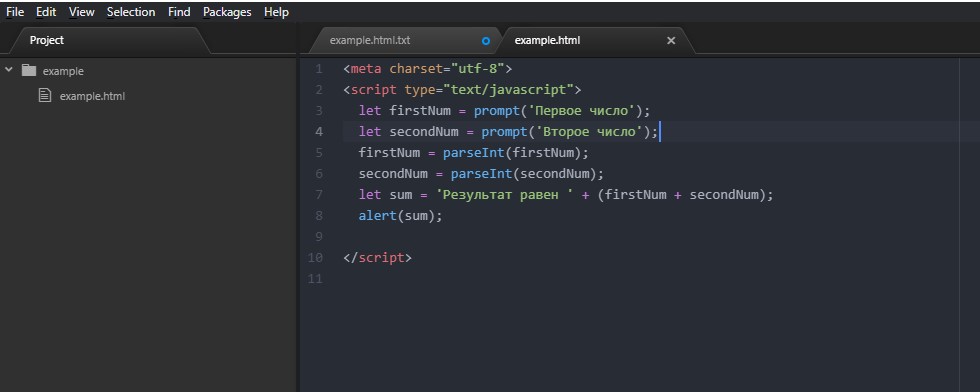 File Edit View Selection Find Packages Help
Project
example.html.txt
example.html
example
example.html
1 <meta charset="utf-8">
2 <script type="text/javascript">
3 let firstNum = prompt('Первое число');
4 let secondNum = prompt('Второе число');
5 firstNum = parseInt(firstNum);
6 secondNum = parseInt(secondNum);
7 let sum = 'Результат равен ' + (firstNum + secondNum);
8 alert(sum);
9
10 </script>
11